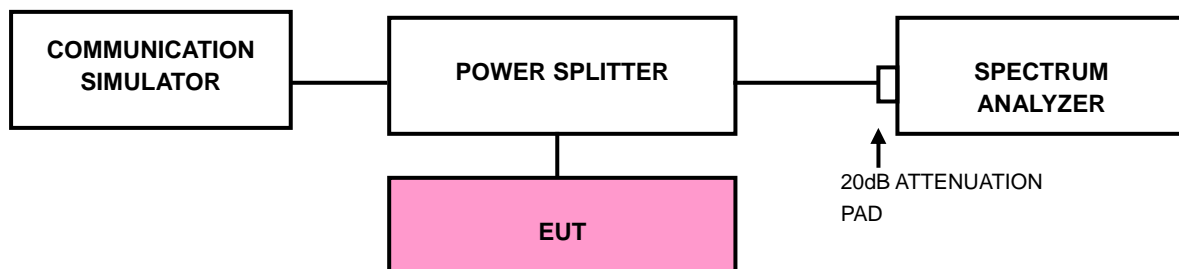 COMMUNICATION
SIMULATOR
POWER SPLITTER
SPECTRUM
ANALYZER
20dB ATTENUATION
PAD
EUT